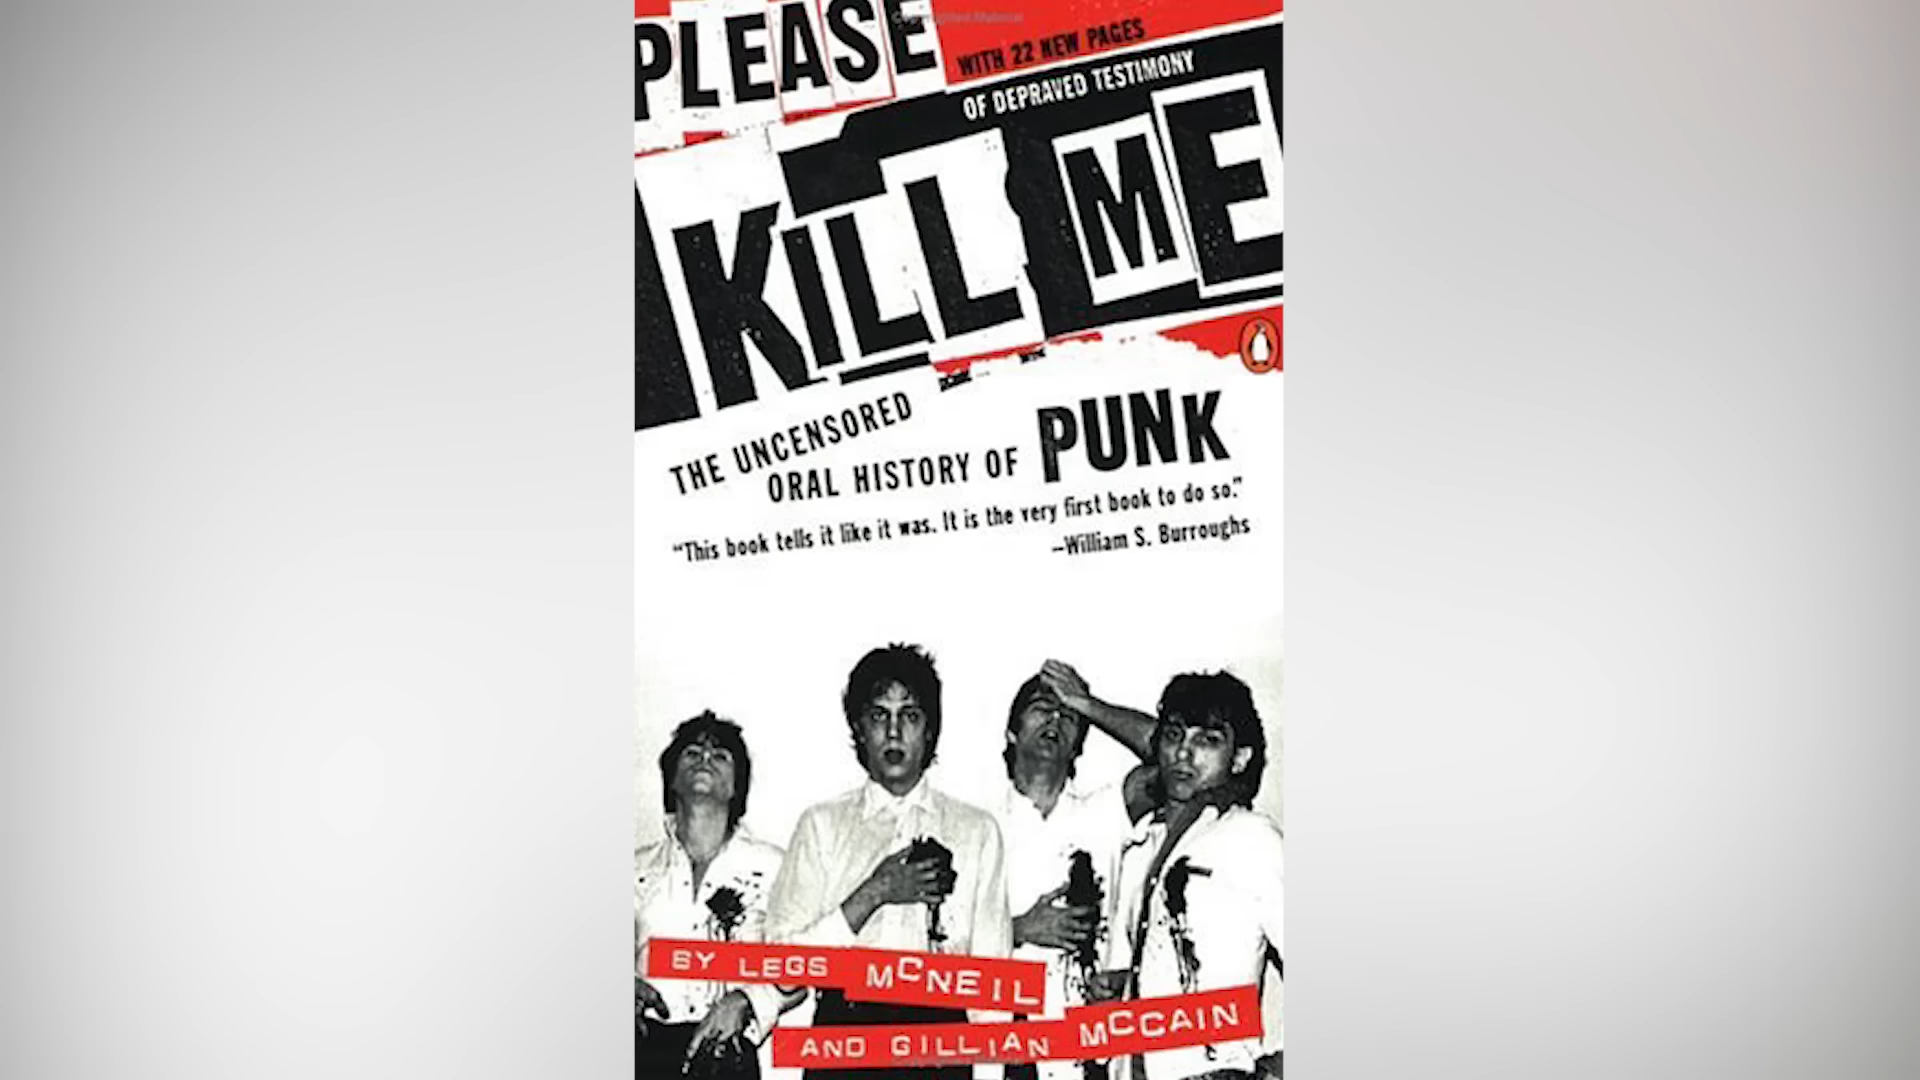 PLEASE
WITH 22 NEW PAGES
OF DEPRAVED TESTIMONY
KILL ME
THE UNCENSORED
ORAL HISTORY OF PUNK
“This book tells it like it was. It is the very first book to do so.”
–William S. Burroughs
BY LEGS MCNEIL
AND GILLIAN MCCAIN